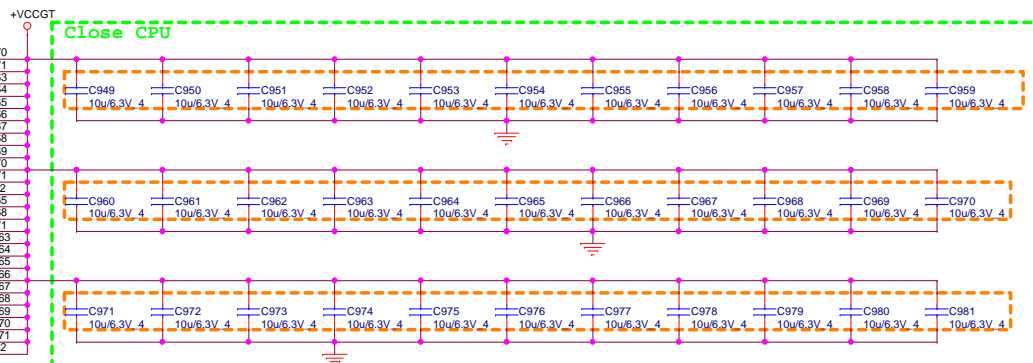 +VCCGT
Close CPU
C949 C950 C951 C952 C953 C954 C955 C956 C957 C958 C959
10u/6.3V_4 10u/6.3V_4 10u/6.3V_4 10u/6.3V_4 10u/6.3V_4 10u/6.3V_4 10u/6.3V_4 10u/6.3V_4 10u/6.3V_4 10u/6.3V_4 10u/6.3V_4
C960 C961 C962 C963 C964 C965 C966 C967 C968 C969 C970
10u/6.3V_4 10u/6.3V_4 10u/6.3V_4 10u/6.3V_4 10u/6.3V_4 10u/6.3V_4 10u/6.3V_4 10u/6.3V_4 10u/6.3V_4 10u/6.3V_4 10u/6.3V_4
C971 C972 C973 C974 C975 C976 C977 C978 C979 C980 C981
10u/6.3V_4 10u/6.3V_4 10u/6.3V_4 10u/6.3V_4 10u/6.3V_4 10u/6.3V_4 10u/6.3V_4 10u/6.3V_4 10u/6.3V_4 10u/6.3V_4 10u/6.3V_4